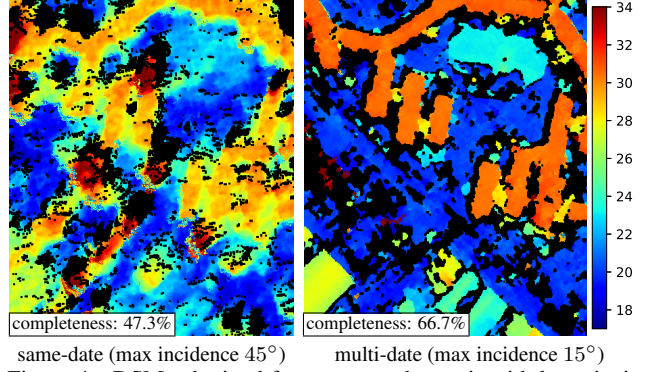 34
32
30
28
26
24
22
20
18
completeness: 47.3%
completeness: 66.7%
same-date (max incidence 45°)
multi-date (max incidence 15°)